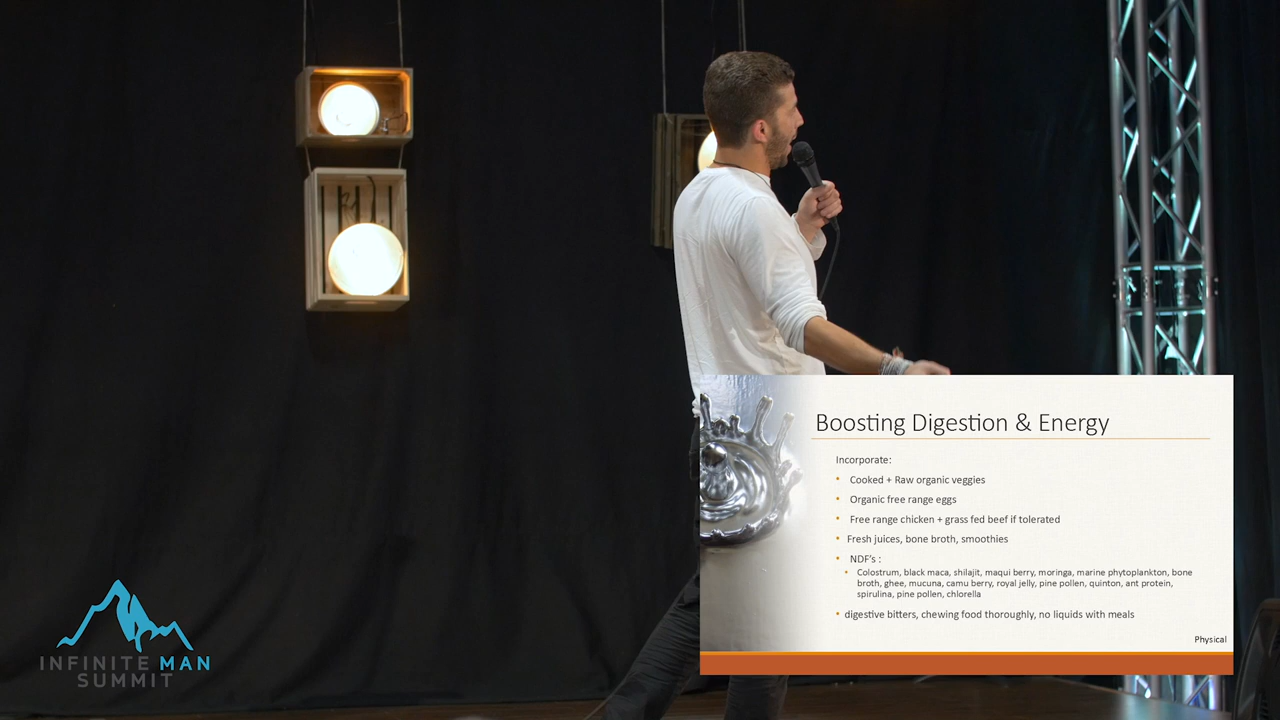 Boosting Digestion & Energy
Incorporate:
• Cooked + Raw organic veggies
• Organic free range eggs
• Free range chicken + grass fed beef if tolerated
• Fresh juices, bone broth, smoothies
• NDF's :
• Colostrum, black maca, shilajit, maqui berry, moringa, marine phytoplankton, bone
broth, ghee, mucuna, camu berry, royal jelly, pine pollen, quinton, ant protein,
spirulina, pine pollen, chlorella
• digestive bitters, chewing food thoroughly, no liquids with meals
Physical
INFINITE MAN
SUMMIT